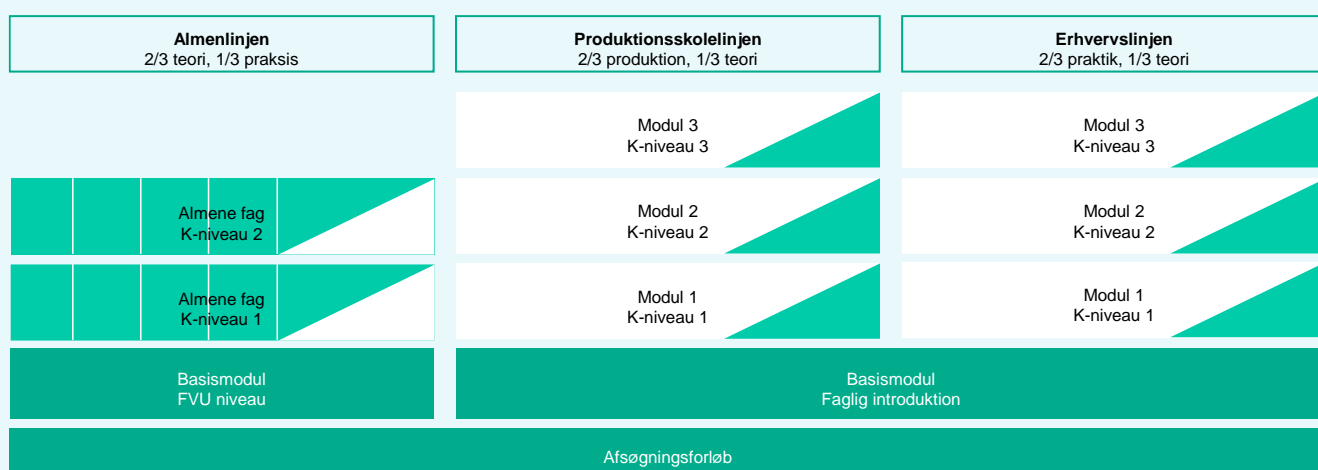 Almenlinjen
2/3 teori, 1/3 praksis
Produktionsskolelinjen
2/3 produktion, 1/3 teori
Erhvervslinjen
2/3 praktik, 1/3 teori
Modul 3
K-niveau 3
Modul 3
K-niveau 3
Almene fag
K-niveau 2
Modul 2
K-niveau 2
Modul 2
K-niveau 2
Almene fag
K-niveau 1
Modul 1
K-niveau 1
Modul 1
K-niveau 1
Basismodul
FVU niveau
Basismodul
Faglig introduktion
Afsøgningsforløb